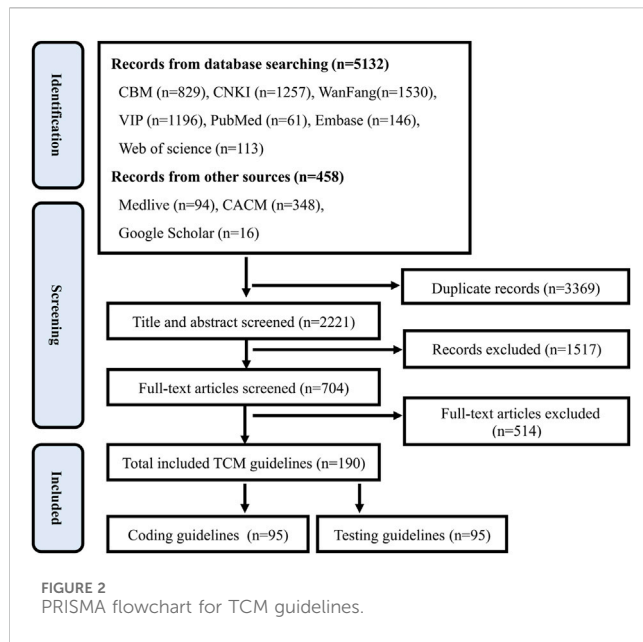 Identification
Records from database searching (n=5132)
CBM (n=829), CNKI (n=1257), WanFang(n=1530),
VIP (n=1196), PubMed (n=61), Embase (n=146),
Web of science (n=113)
Records from other sources (n=458)
Medlive (n=94), CACM (n=348),
Google Scholar (n=16)
Screening
Duplicate records (n=3369)
Title and abstract screened (n=2221)
Records excluded (n=1517)
Full-text articles screened (n=704)
Full-text articles excluded
(n=514)
Included
Total included TCM guidelines (n=190)
Coding guidelines (n=95)
Testing guidelines (n=95)
FIGURE 2
PRISMA flowchart for TCM guidelines.